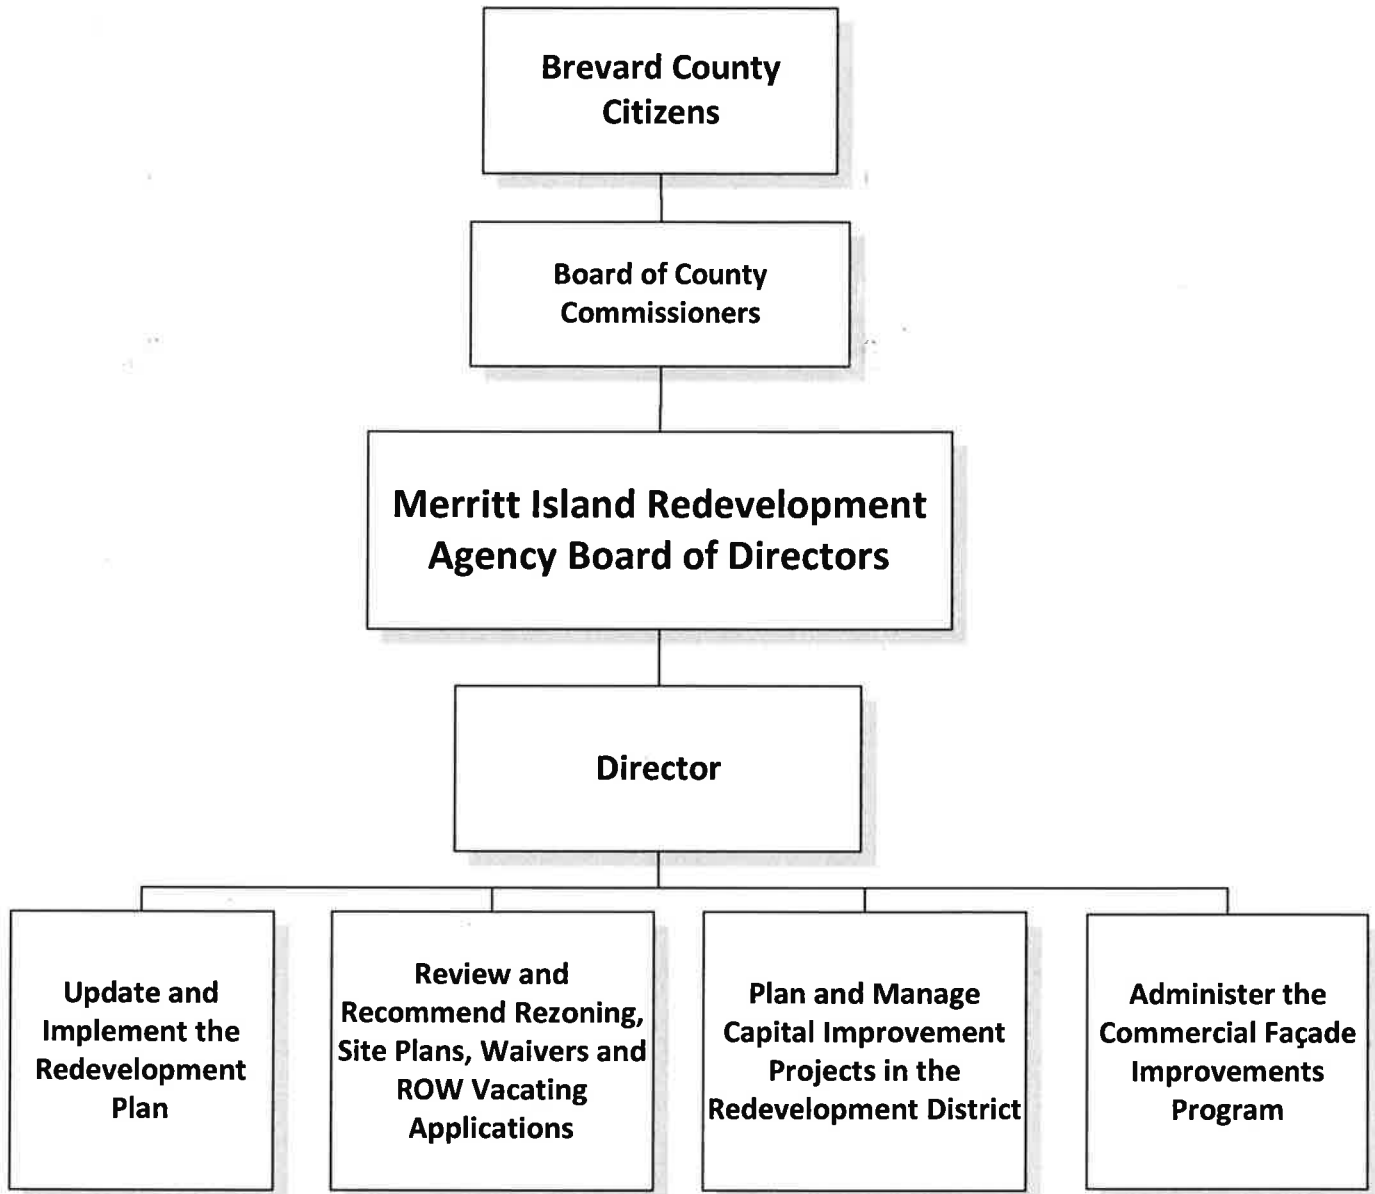 Brevard County
Citizens
Board of County
Commissioners
Merritt Island Redevelopment
Agency Board of Directors
Director
Update and
Implement the
Redevelopment
Plan
Review and
Recommend Rezoning,
Site Plans, Waivers and
ROW Vacating
Applications
Plan and Manage
Capital Improvement
Projects in the
Redevelopment District
Administer the
Commercial Façade
Improvements
Program